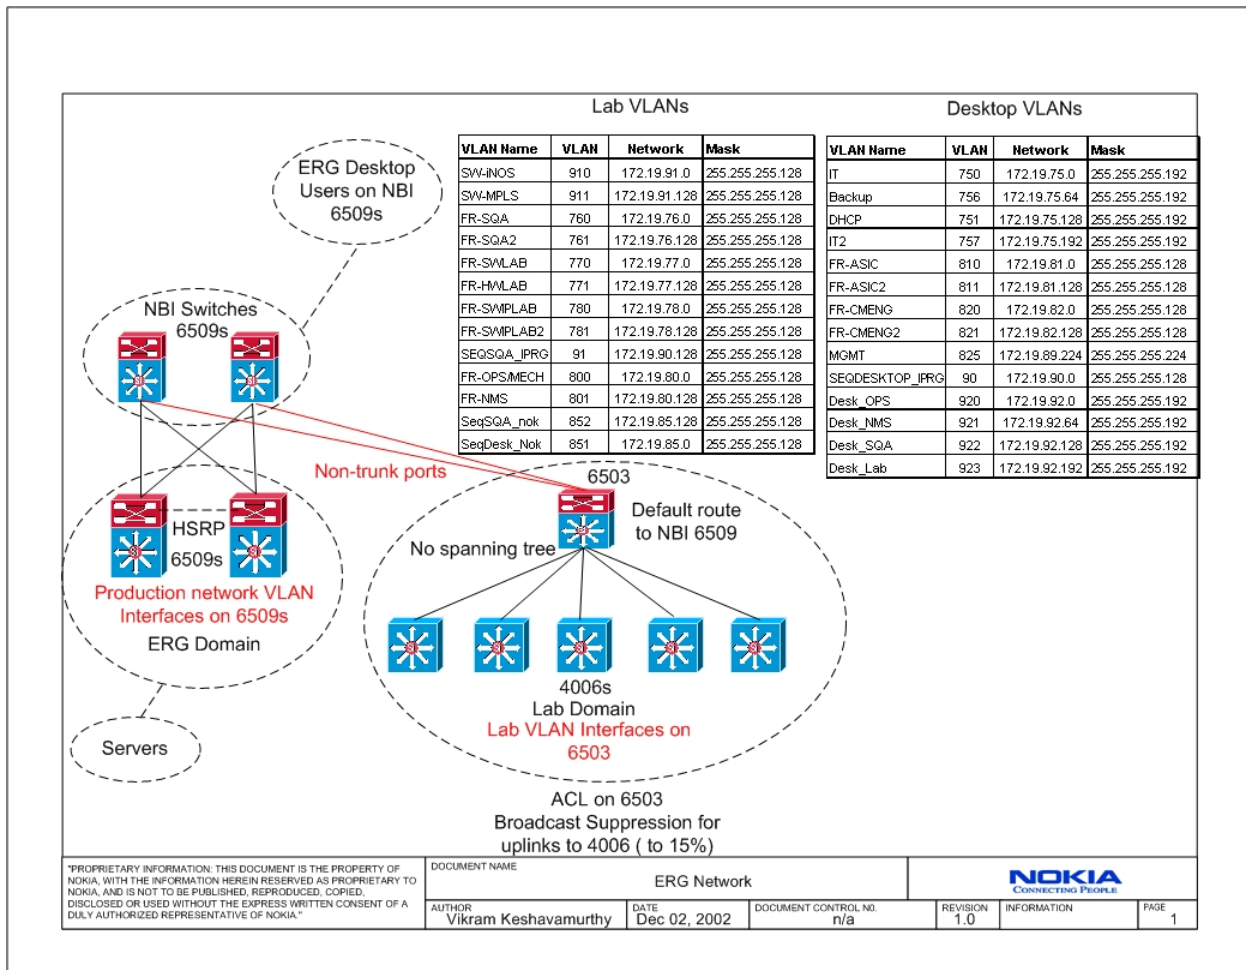 Lab VLANs
VLAN Name VLAN Network Mask
SW-iNOS 910 172.19.91.0 255.255.255.128
SW-MPLS 911 172.19.91.128 255.255.255.128
FR-SQA 760 172.19.76.0 255.255.255.128
FR-SQA2 761 172.19.76.128 255.255.255.128
FR-SWLAB 770 172.19.77.0 255.255.255.128
FR-HWLAB 771 172.19.77.128 255.255.255.128
FR-SWIPLAB 780 172.19.78.0 255.255.255.128
FR-SWIPLAB2 781 172.19.78.128 255.255.255.128
SEQSQA_IPRG 91 172.19.90.128 255.255.255.128
FR-OPS/MECH 800 172.19.80.0 255.255.255.128
FR-NMS 801 172.19.80.128 255.255.255.128
SeqSQA_nok 852 172.19.85.128 255.255.255.128
SeqDesk_Nok 851 172.19.85.0 255.255.255.128
Desktop VLANs
VLAN Name VLAN Network Mask
IT 750 172.19.75.0 255.255.255.192
Backup 756 172.19.75.64 255.255.255.192
DHCP 751 172.19.75.128 255.255.255.192
IT2 757 172.19.75.192 255.255.255.192
FR-ASIC 810 172.19.81.0 255.255.255.128
FR-ASIC2 811 172.19.81.128 255.255.255.128
FR-CMENG 820 172.19.82.0 255.255.255.128
FR-CMENG2 821 172.19.82.128 255.255.255.128
MGMT 825 172.19.89.224 255.255.255.224
SEQDESKTOP_IPRG 90 172.19.90.0 255.255.255.128
Desk_OPS 920 172.19.92.0 255.255.255.192
Desk_NMS 921 172.19.92.64 255.255.255.192
Desk_SQA 922 172.19.92.128 255.255.255.192
Desk_Lab 923 172.19.92.192 255.255.255.192
ERG Desktop
Users on NBI
6509s
NBI Switches
6509s
SI
SI
Non-trunk ports
HSRP
6509s
SI
SI
Production network VLAN
Interfaces on 6509s
ERG Domain
Servers
6503
SI
Default route
to NBI 6509
No spanning tree
SI
SI
SI
SI
SI
4006s
Lab Domain
Lab VLAN Interfaces on
6503
ACL on 6503
Broadcast Suppression for
uplinks to 4006 ( to 15%)
"PROPRIETARY INFORMATION: THIS DOCUMENT IS THE PROPERTY OF
NOKIA, WITH THE INFORMATION HEREIN RESERVED AS PROPRIETARY TO
NOKIA, AND IS NOT TO BE PUBLISHED, REPRODUCED, COPIED,
DISCLOSED OR USED WITHOUT THE EXPRESS WRITTEN CONSENT OF A
DULY AUTHORIZED REPRESENTATIVE OF NOKIA."
DOCUMENT NAME
ERG Network
NOKIA
CONNECTING PEOPLE
AUTHOR
Vikram Keshavamurthy
DATE
Dec 02, 2002
DOCUMENT CONTROL NO.
n/a
REVISION
1.0
INFORMATION
PAGE
1